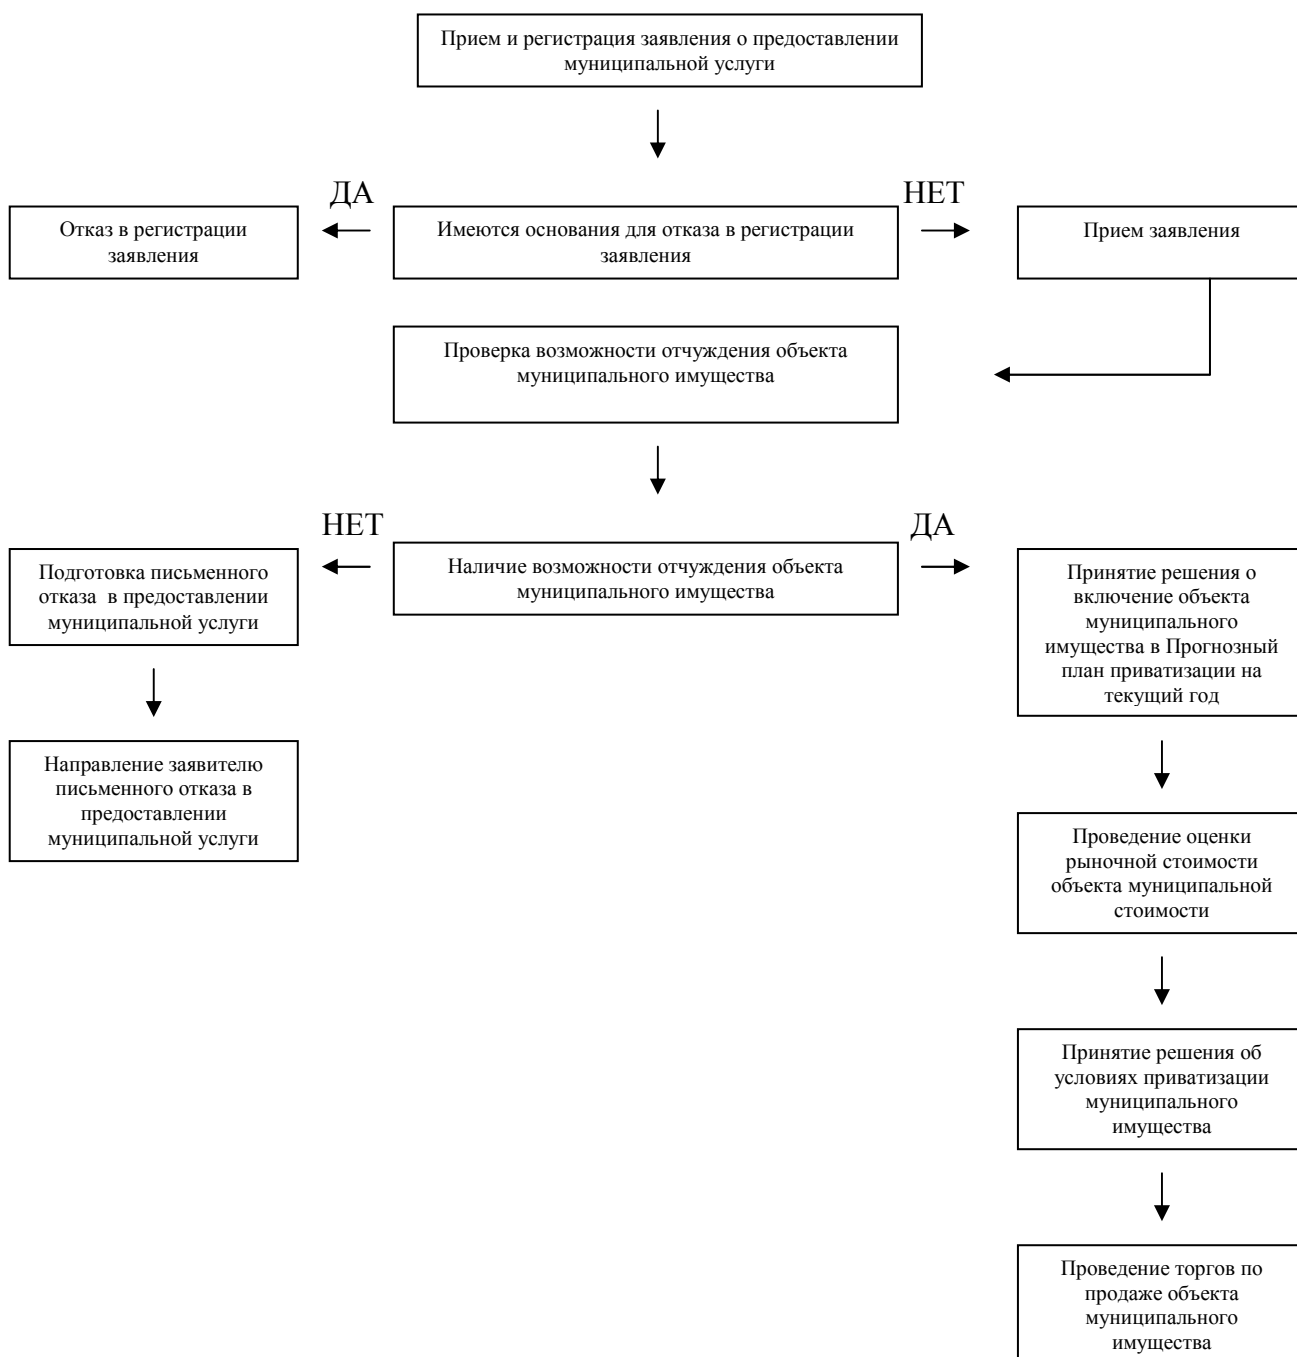 Прием и регистрация заявления о предоставлении
муниципальной услуги
ДА
НЕТ
Отказ в регистрации
заявления
Имеются основания для отказа в регистрации
заявления
Прием заявления
Проверка возможности отчуждения объекта
муниципального имущества
НЕТ
ДА
Подготовка письменного
отказа в предоставлении
муниципальной услуги
Наличие возможности отчуждения объекта
муниципального имущества
Принятие решения о
включение объекта
муниципального
имущества в Прогнозный
план приватизации на
текущий год
Направление заявителю
письменного отказа в
предоставлении
муниципальной услуги
Проведение оценки
рыночной стоимости
объекта муниципальной
стоимости
Принятие решения об
условиях приватизации
муниципального
имущества
Проведение торгов по
продаже объекта
муниципального
имущества